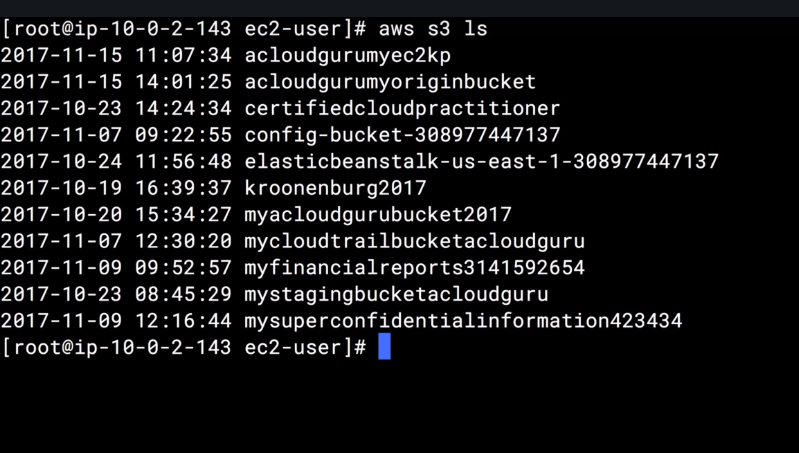 [root@ip-10-0-2-143 ec2-user]# aws s3 ls
2017-11-15 11:07:34 acloudgurumyec2kp
2017-11-15 14:01:25 acloudgurumyoriginbucket
2017-10-23 14:24:34 certifiedcloudpractitioner
2017-11-07 09:22:55 config-bucket-308977447137
2017-10-24 11:56:48 elasticbeanstalk-us-east-1-308977447137
2017-10-19 16:39:37 kroonenburg2017
2017-10-20 15:34:27 myacloudgurubucket2017
2017-11-07 12:30:20 mycloudtrailbucketacloudguru
2017-11-09 09:52:57 myfinancialreports3141592654
2017-10-23 08:45:29 mystagingbucketacloudguru
2017-11-09 12:16:44 mysuperconfidentialinformation423434
[root@ip-10-0-2-143 ec2-user]#